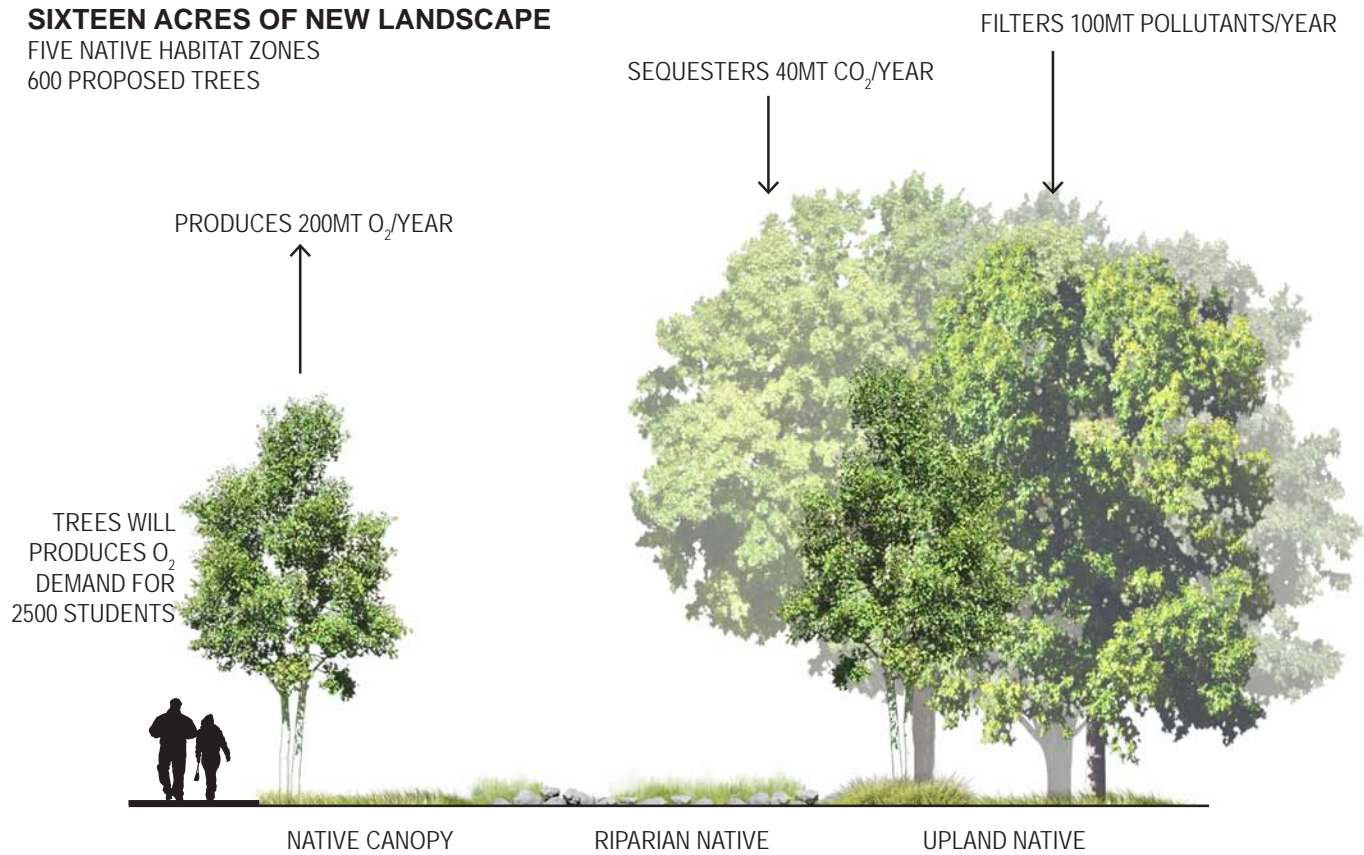 SIXTEEN ACRES OF NEW LANDSCAPE
FIVE NATIVE HABITAT ZONES
600 PROPOSED TREES
FILTERS 100MT POLLUTANTS/YEAR
SEQUESTERS 40MT CO₂/YEAR
PRODUCES 200MT O₂/YEAR
TREES WILL
PRODUCES O₂
DEMAND FOR
2500 STUDENTS
NATIVE CANOPY
RIPARIAN NATIVE
UPLAND NATIVE